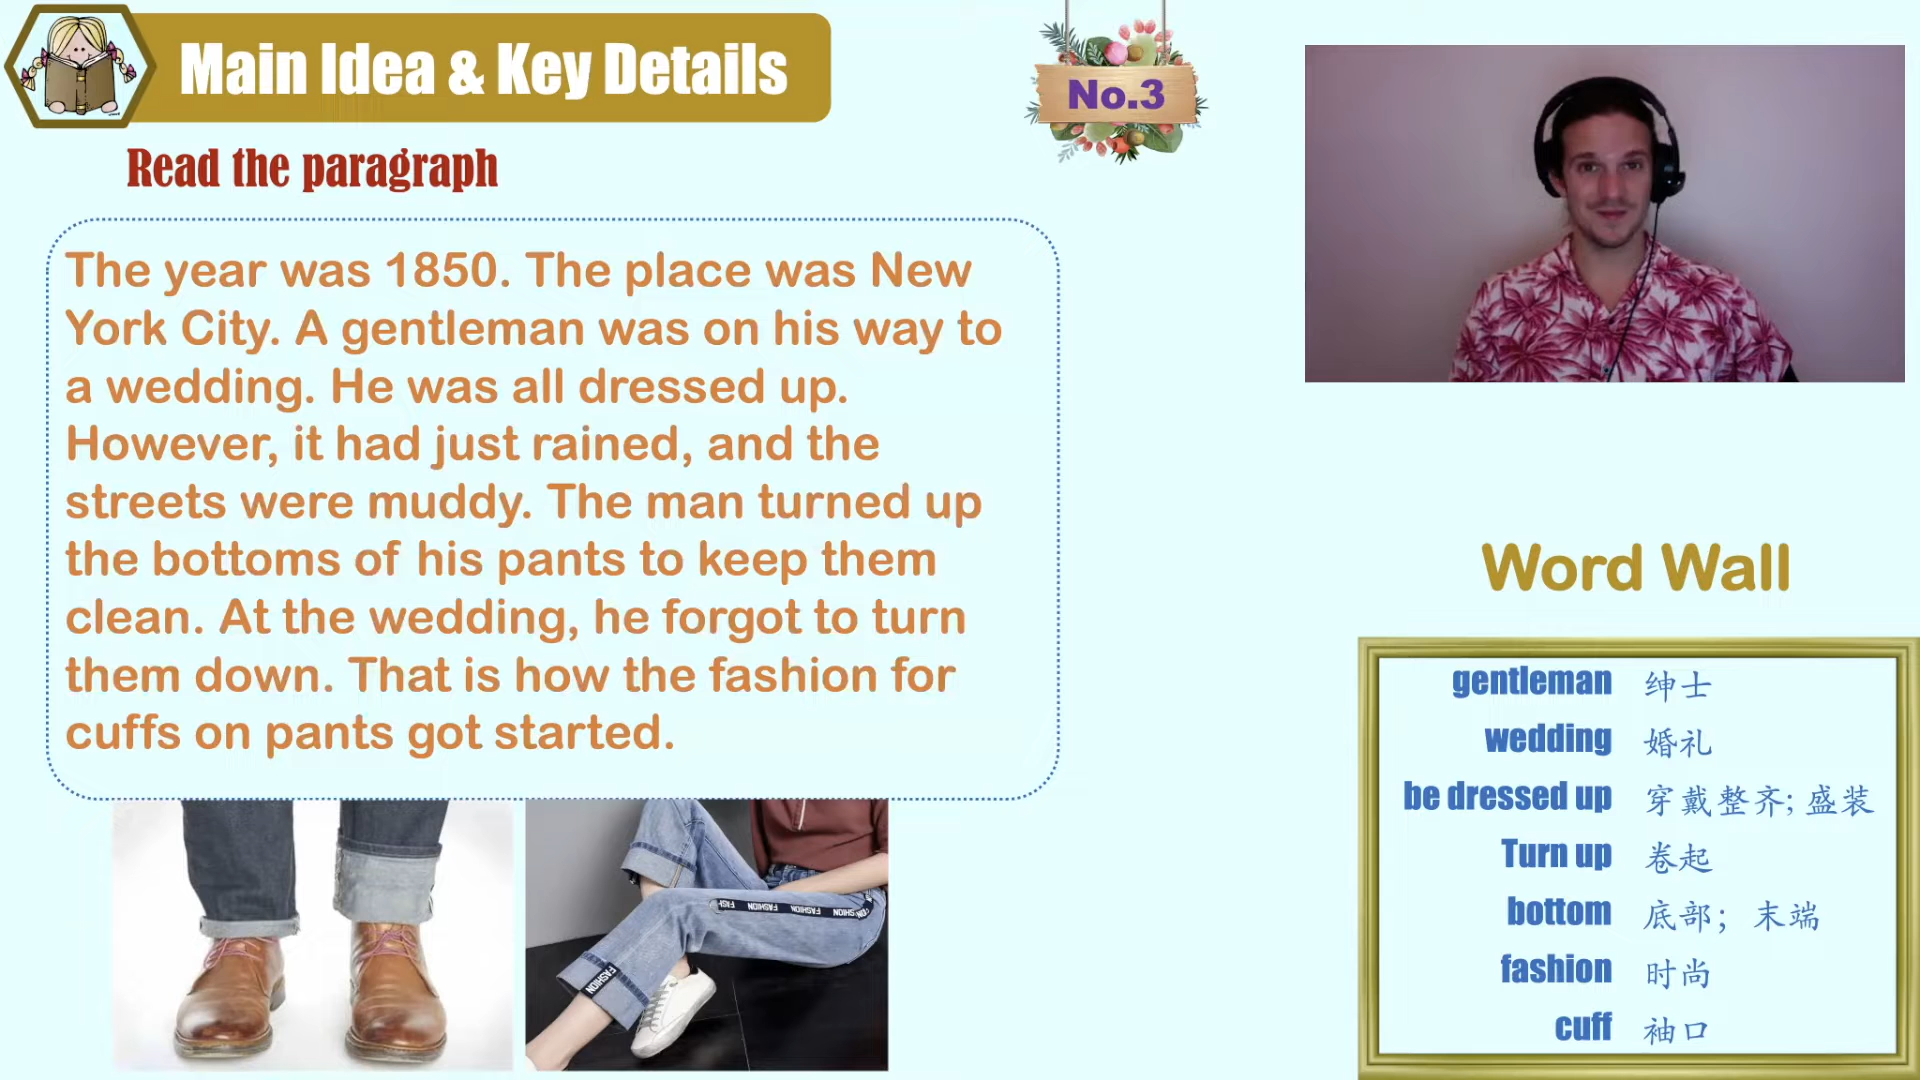 Main Idea & Key Details
No.3
Read the paragraph
The year was 1850. The place was New
York City. A gentleman was on his way to
a wedding. He was all dressed up.
However, it had just rained, and the
streets were muddy. The man turned up
the bottoms of his pants to keep them
clean. At the wedding, he forgot to turn
them down. That is how the fashion for
cuffs on pants got started.
FASHION FASHION
FASHION
Word Wall
gentleman 绅士
wedding 婚礼
be dressed up 穿戴整齐; 盛装
Turn up 卷起
bottom 底部; 末端
fashion 时尚
cuff 袖口